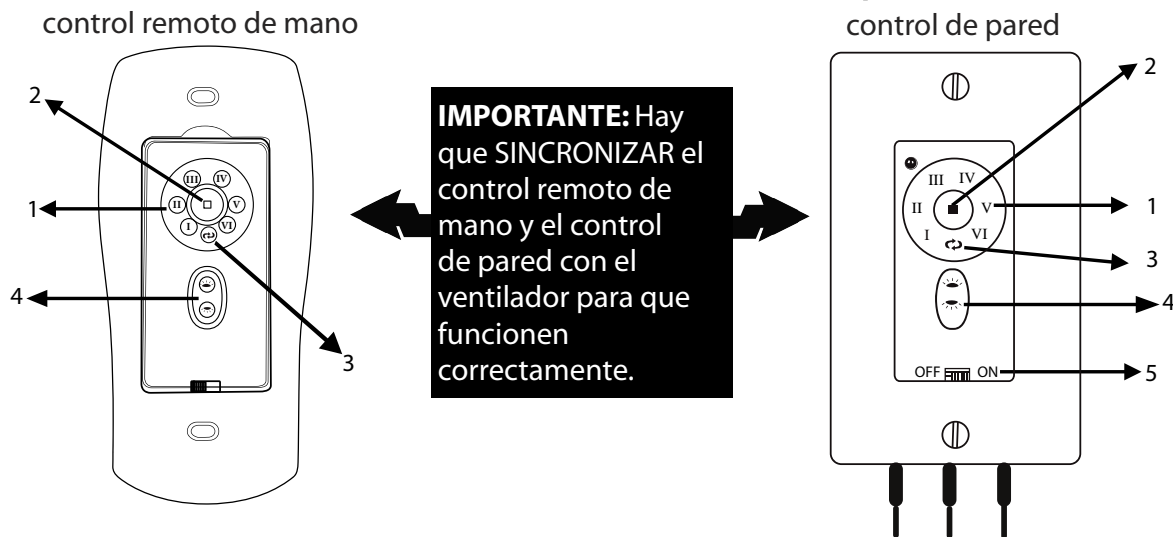 control remoto de mano
control de pared
2
III IV
II V
I VI
1
4
3
IMPORTANTE: Hay
que SINCRONIZAR el
control remoto de
mano y el control
de pared con el
ventilador para que
funcionen
correctamente.
2
III IV
II V
I VI
1
3
4
OFF ON
5